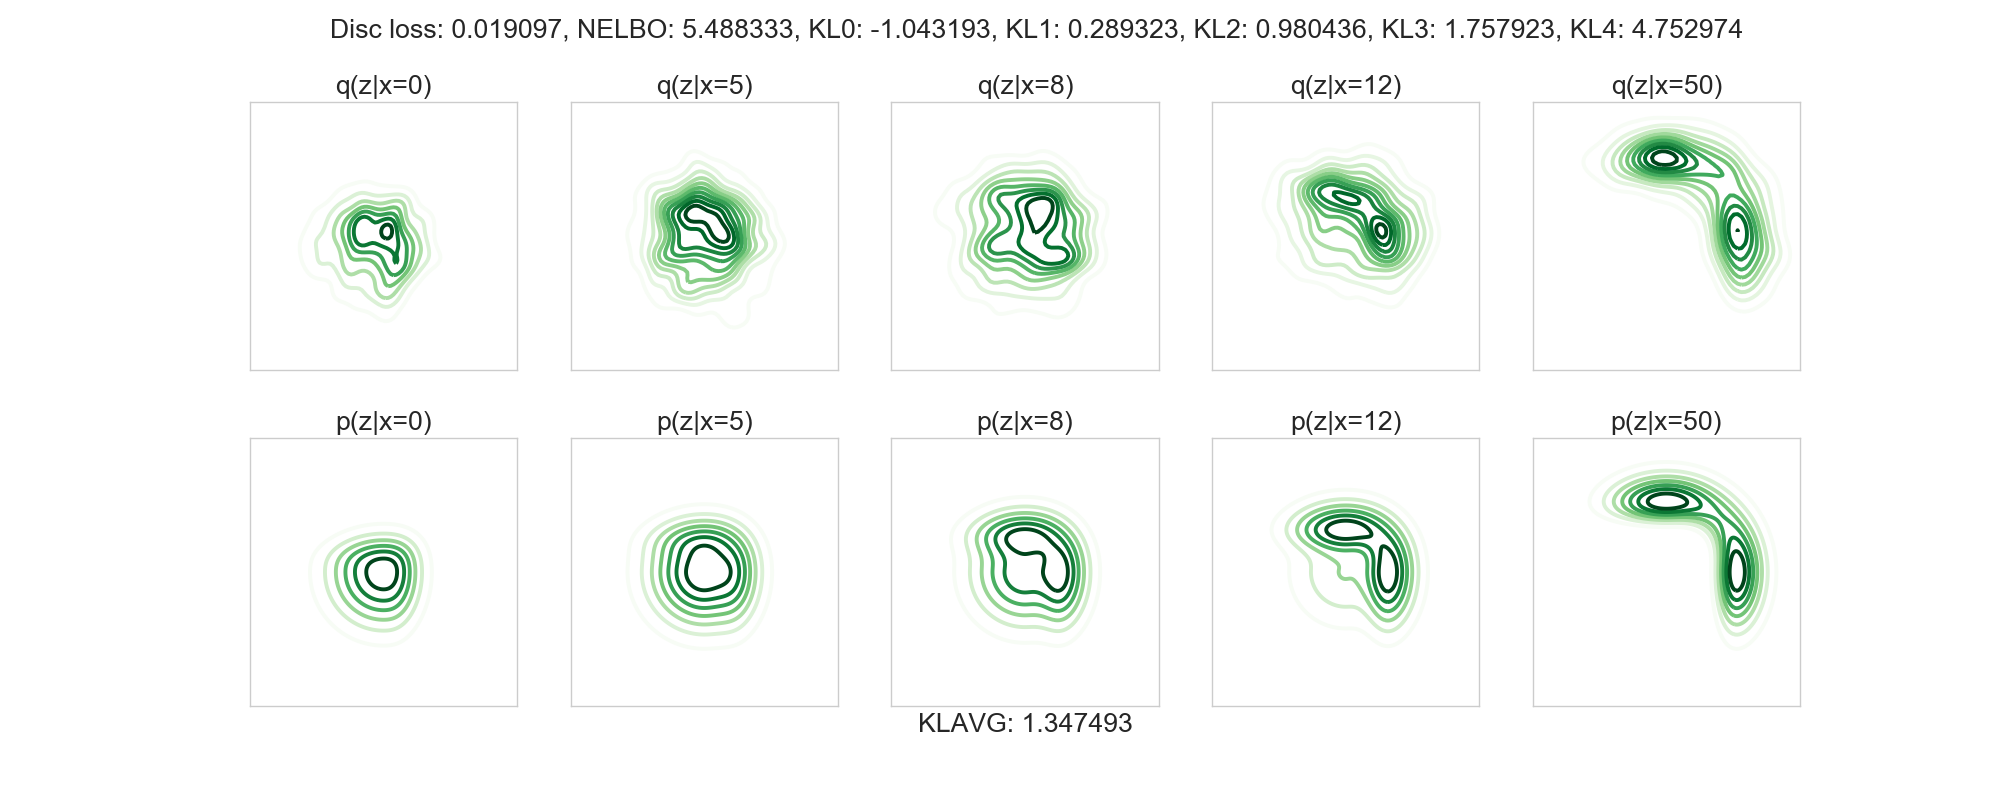 Disc loss: 0.019097, NELBO: 5.488333, KL0: -1.043193, KL1: 0.289323, KL2: 0.980436, KL3: 1.757923, KL4: 4.752974
q(z|x=0) q(z|x=5) q(z|x=8) q(z|x=12) q(z|x=50)
p(z|x=0) p(z|x=5) p(z|x=8) p(z|x=12) p(z|x=50)
KLAVG: 1.347493